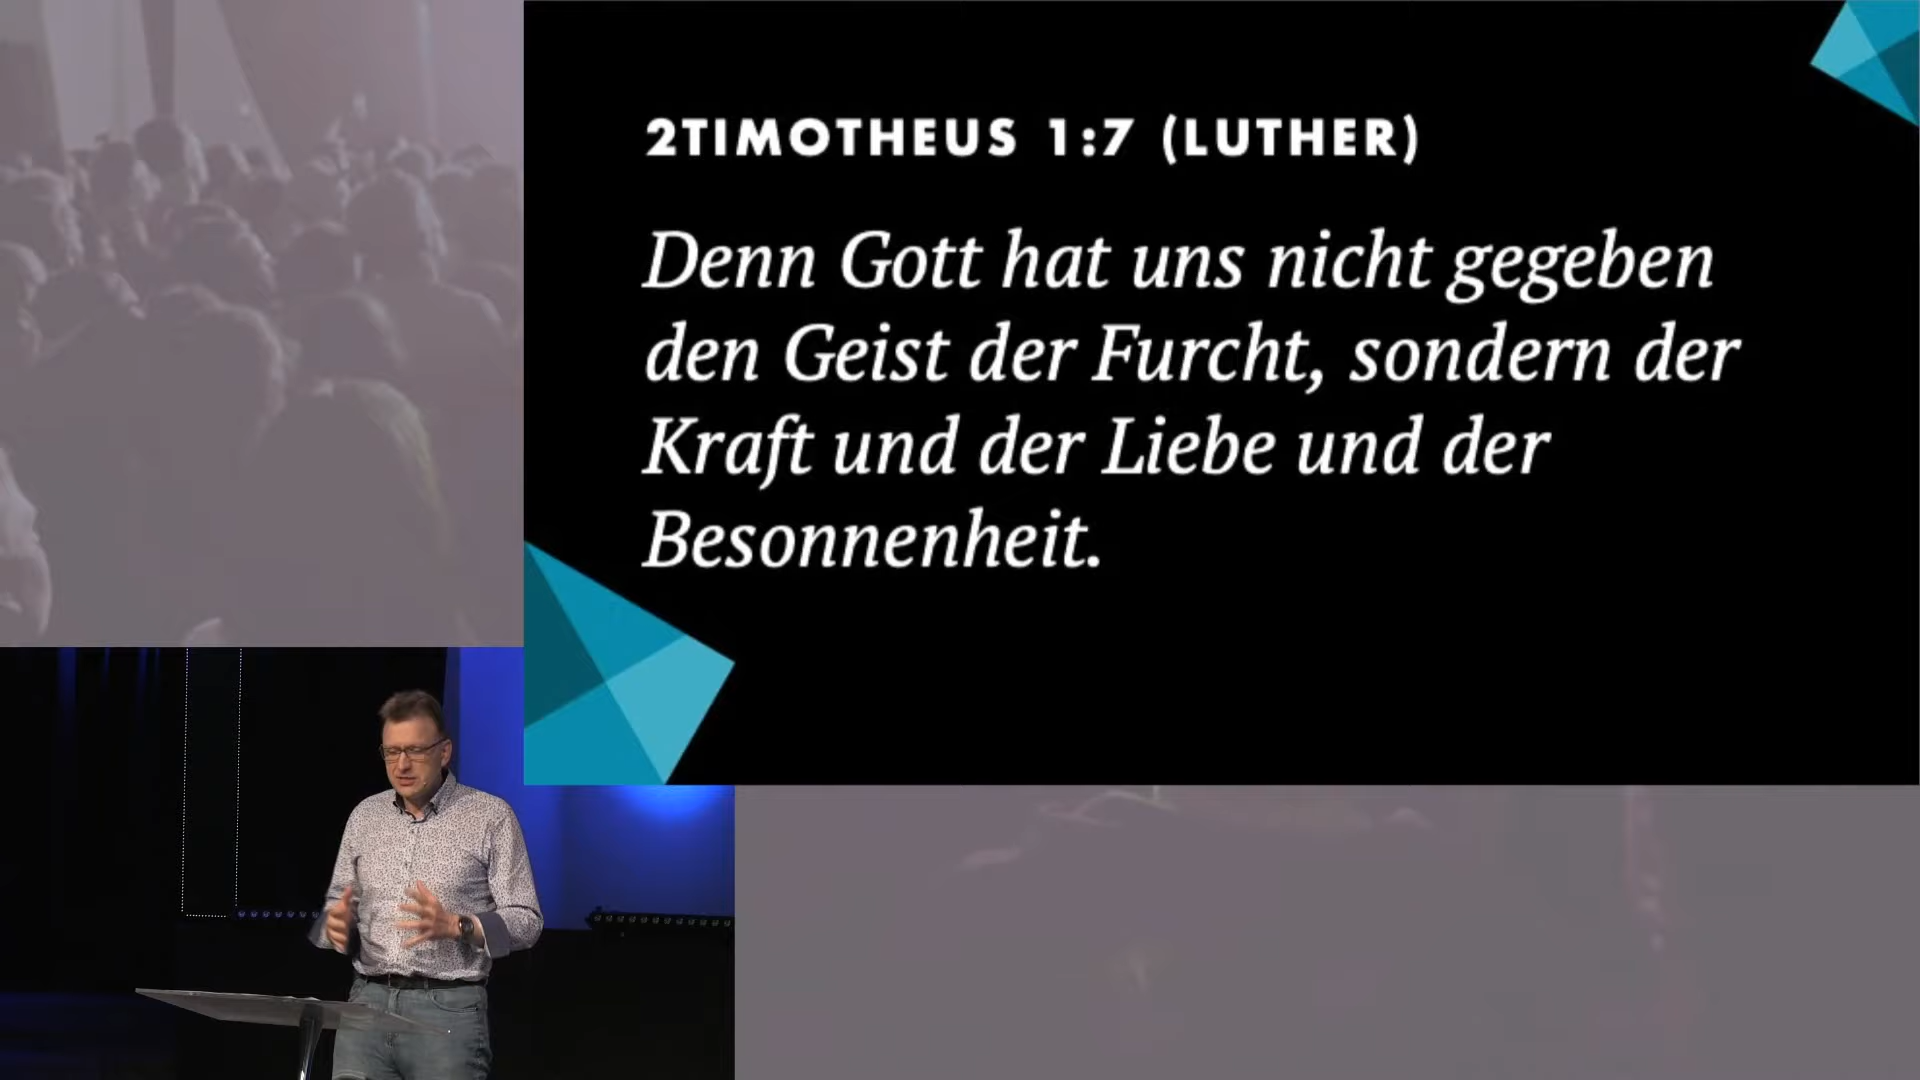 2TIMOTHEUS 1:7 (LUTHER)
Denn Gott hat uns nicht gegeben
den Geist der Furcht, sondern der
Kraft und der Liebe und der
Besonnenheit.